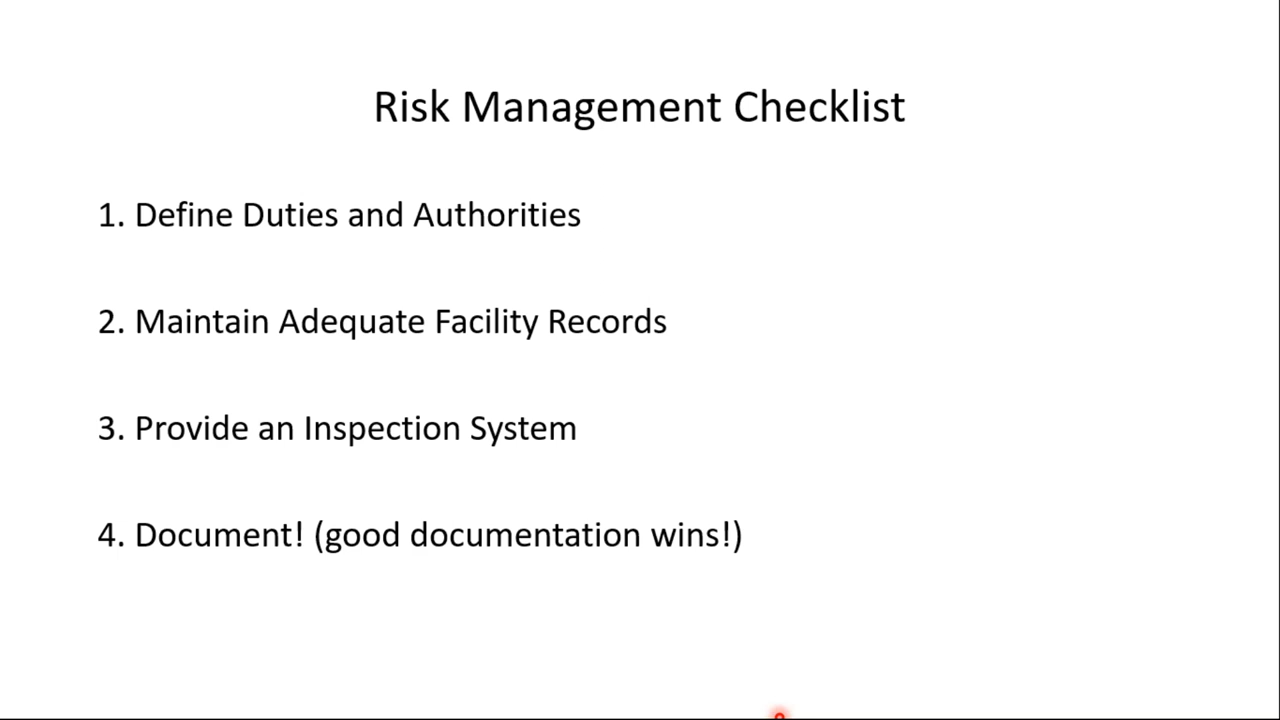 Risk Management Checklist
1. Define Duties and Authorities
2. Maintain Adequate Facility Records
3. Provide an Inspection System
4. Document! (good documentation wins!)